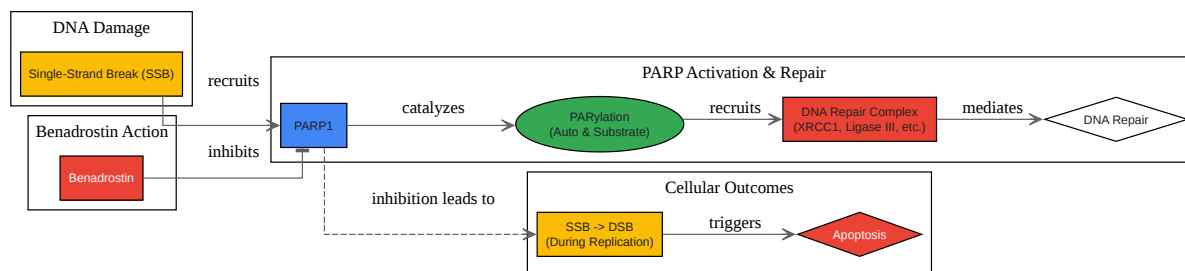 DNA Damage
Single-Strand Break (SSB)
recruits
Benadrostin Action
Benadrostin
inhibits
PARP Activation & Repair
PARP1
catalyzes
PARylation
(Auto & Substrate)
recruits
DNA Repair Complex
(XRCC1, Ligase III, etc.)
mediates
DNA Repair
inhibition leads to
Cellular Outcomes
SSB -> DSB
(During Replication)
triggers
Apoptosis